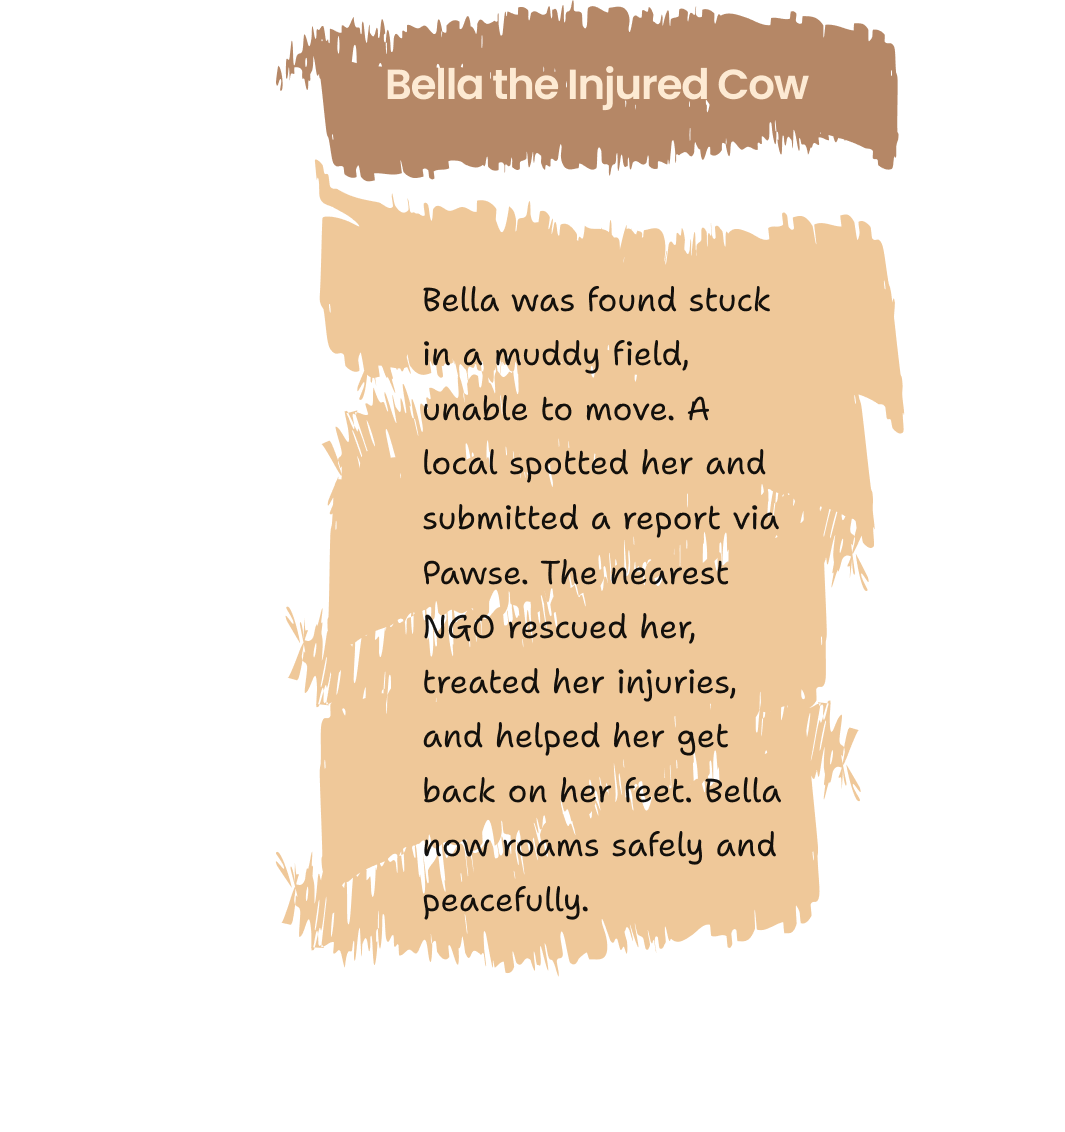 Bella the Injured Cow
Bella was found stuck
in a muddy field,
unable to move. A
local spotted her and
submitted a report via
Pawse. The nearest
NGO rescued her,
treated her injuries,
and helped her get
back on her feet. Bella
now roams safely and
peacefully.